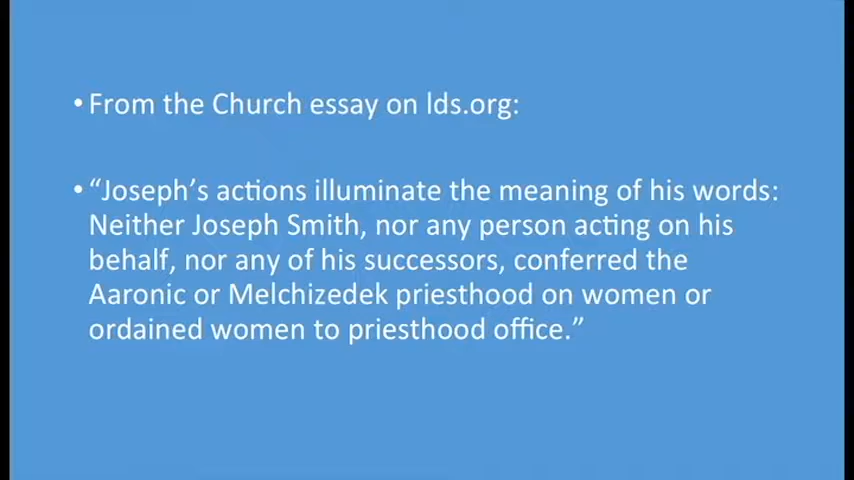 • From the Church essay on lds.org:
• “Joseph’s actions illuminate the meaning of his words:
Neither Joseph Smith, nor any person acting on his
behalf, nor any of his successors, conferred the
Aaronic or Melchizedek priesthood on women or
ordained women to priesthood office.”